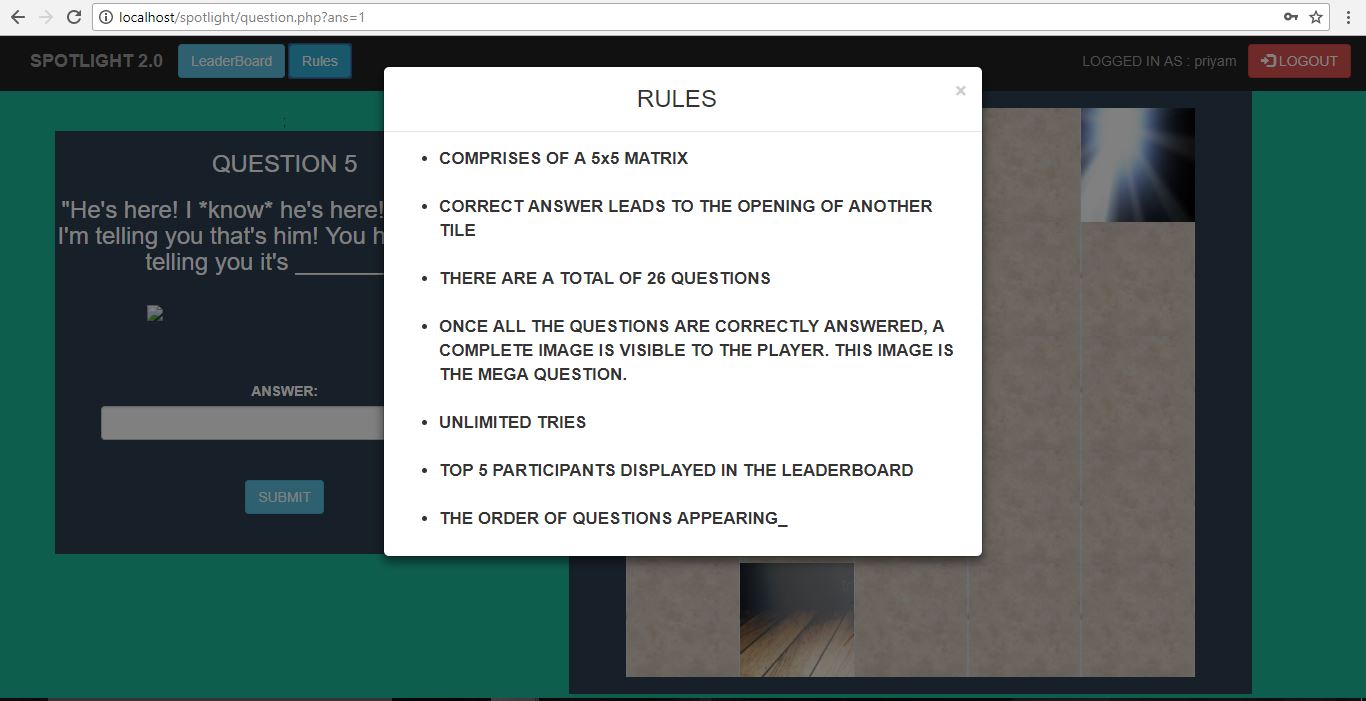 localhost/spotlight/question.php?ans=1
SPOTLIGHT 2.0 LeaderBoard Rules LOGGED IN AS : priyam LOGOUT
RULES ×
• COMPRISES OF A 5x5 MATRIX
• CORRECT ANSWER LEADS TO THE OPENING OF ANOTHER
TILE
• THERE ARE A TOTAL OF 26 QUESTIONS
• ONCE ALL THE QUESTIONS ARE CORRECTLY ANSWERED, A
COMPLETE IMAGE IS VISIBLE TO THE PLAYER. THIS IMAGE IS
THE MEGA QUESTION.
• UNLIMITED TRIES
• TOP 5 PARTICIPANTS DISPLAYED IN THE LEADERBOARD
• THE ORDER OF QUESTIONS APPEARING_
;
QUESTION 5
"He's here! I *know* he's here!
I'm telling you that's him! You
telling you it's ________
ANSWER:
SUBMIT